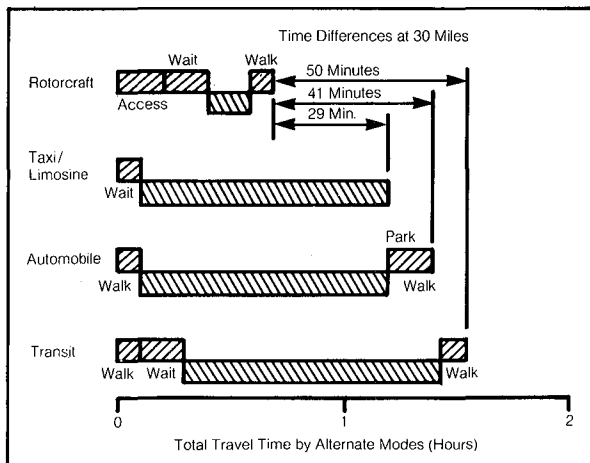 Time Differences at 30 Miles
Wait
Walk
50 Minutes
Rotorcraft
41 Minutes
Access
29 Min.
Taxi/
Limosine
Wait
Park
Automobile
Walk
Walk
Transit
Walk
Wait
Walk
0
1
2
Total Travel Time by Alternate Modes (Hours)